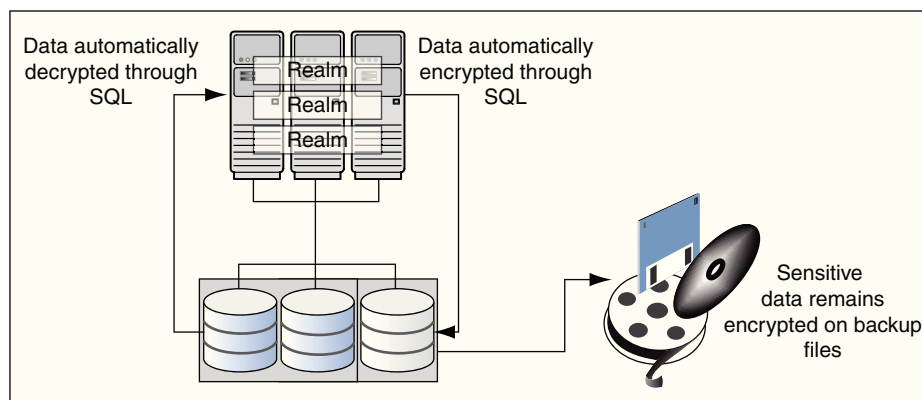 Data automatically
decrypted through
SQL
Data automatically
encrypted through
SQL
Realm
Realm
Realm
Sensitive
data remains
encrypted on backup
files